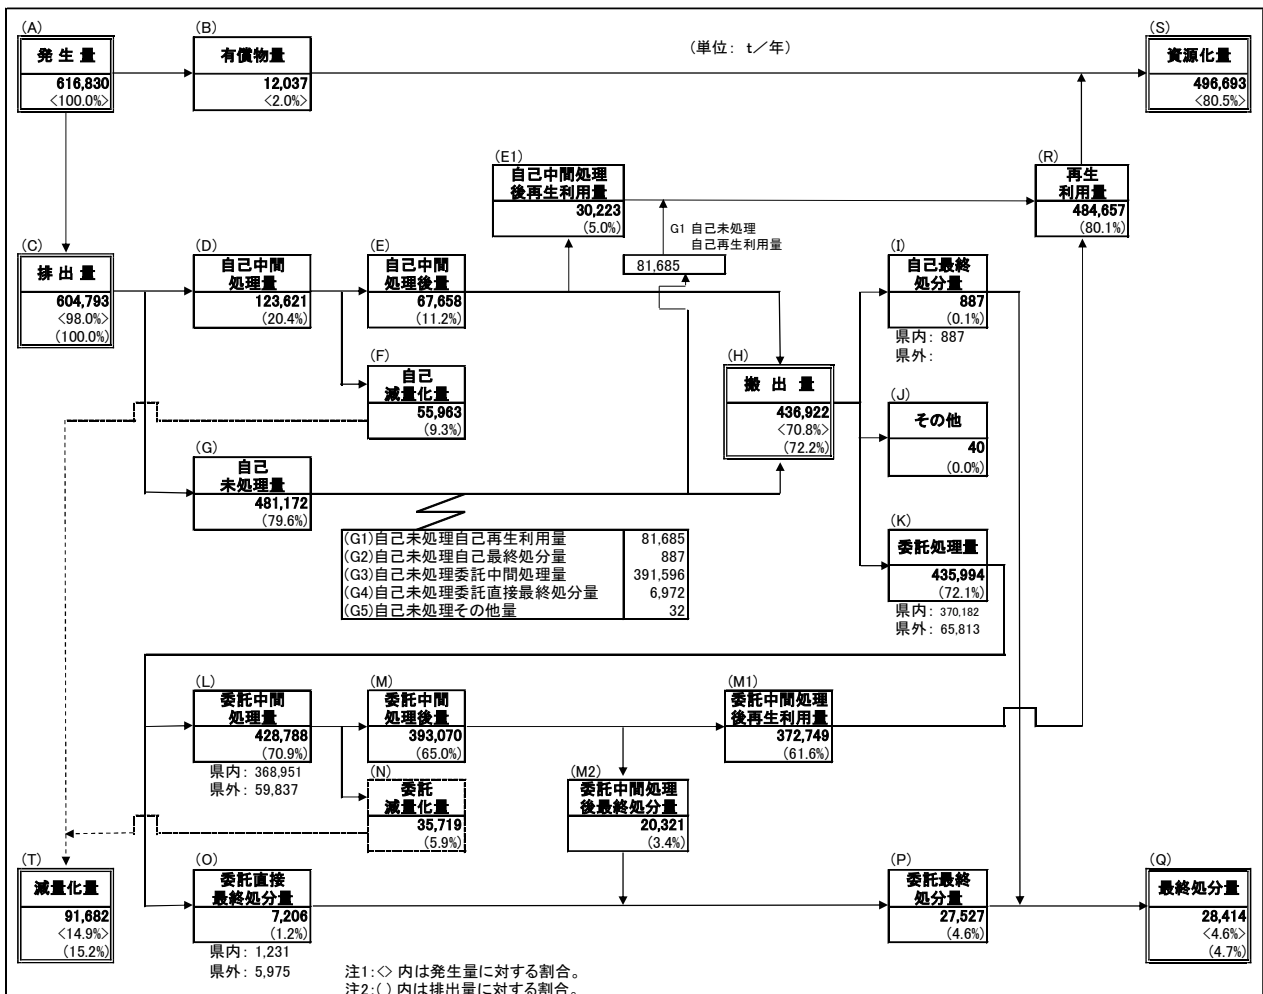 (A)
発 生 量
616,830
<100.0%>
(B)
有償物量
12,037
<2.0%>
(単位: t／年)
(S)
資源化量
496,693
<80.5%>
(E1)
自己中間処理
後再生利用量
30,223
(5.0%)
(R)
再生
利用量
484,657
(80.1%)
G1 自己未処理
自己再生利用量
81,685
(C)
排 出 量
604,793
<98.0%>
(100.0%)
(D)
自己中間
処理量
123,621
(20.4%)
(E)
自己中間
処理後量
67,658
(11.2%)
(I)
自己最終
処分量
887
(0.1%)
県内: 887
県外:
(F)
自己
減量化量
55,963
(9.3%)
(H)
搬 出 量
436,922
<70.8%>
(72.2%)
(J)
その他
40
(0.0%)
(G)
自己
未処理量
481,172
(79.6%)
(G1)自己未処理自己再生利用量 81,685
(G2)自己未処理自己最終処分量 887
(G3)自己未処理委託中間処理量 391,596
(G4)自己未処理委託直接最終処分量 6,972
(G5)自己未処理その他量 32
(K)
委託処理量
435,994
(72.1%)
県内: 370,182
県外: 65,813
(L)
委託中間
処理量
428,788
(70.9%)
県内: 368,951
県外: 59,837
(M)
委託中間
処理後量
393,070
(65.0%)
(M1)
委託中間処理
後再生利用量
372,749
(61.6%)
(N)
委託
減量化量
35,719
(5.9%)
(M2)
委託中間処理
後最終処分量
20,321
(3.4%)
(T)
減量化量
91,682
<14.9%>
(15.2%)
(O)
委託直接
最終処分量
7,206
(1.2%)
県内: 1,231
県外: 5,975
(P)
委託最終
処分量
27,527
(4.6%)
(Q)
最終処分量
28,414
<4.6%>
(4.7%)
注1:<> 内は発生量に対する割合。
注2:( ) 内は排出量に対する割合。